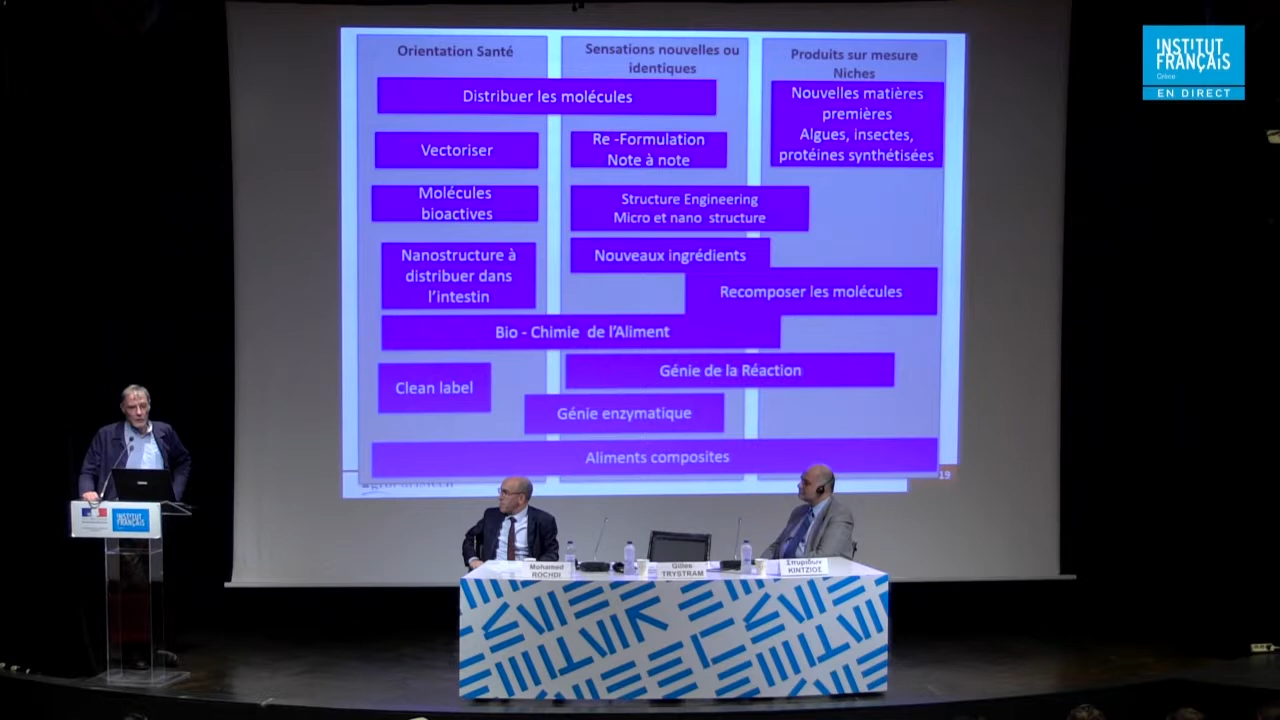 Orientation Santé
Sensations nouvelles ou
identiques
Produits sur mesure
Niches
Distribuer les molécules
Nouvelles matières
premières
Algues, insectes,
protéines synthétisées
Vectoriser
Re -Formulation
Note à note
Molécules
bioactives
Structure Engineering
Micro et nano structure
Nanostructure à
distribuer dans
l'intestin
Nouveaux ingrédients
Recomposer les molécules
Bio - Chimie de l'Aliment
Génie de la Réaction
Clean label
Génie enzymatique
Aliments composites
19
INSTITUT
FRANÇAIS
Grèce
EN DIRECT
INSTITUT
FRANÇAIS
Mohamed
ROCHDI
Gilles
TRYSTRAM
Σπυρίδων
ΚΙΝΤΖΙΟΣ